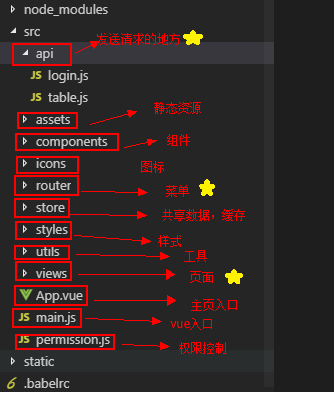 node_modules
src
api 发送请求的地方
JS login.js
JS table.js
assets 静态资源
components 组件
icons 图标
router 菜单
store 共享数据，缓存
styles 样式
utils 工具
views 页面
App.vue 主页入口
JS main.js vue入口
JS permission.js 权限控制
static
.babelrc